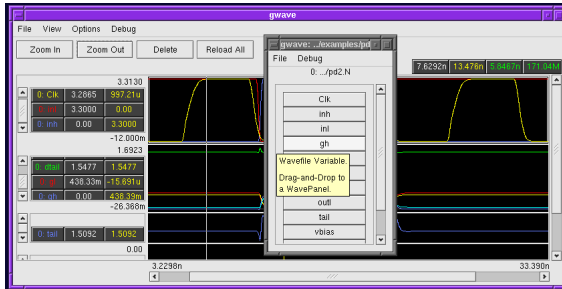 gwave
File View Options Debug
Zoom In Zoom Out Delete Reload All
gwave: ../examples/pd
File Debug
0: .../pd2.N
7.6292n 13.476n 5.8467n 171.04M
3.3130
0: Clk 3.2865 997.21u
3.3000 0.00
0: inh 0.00 3.3000
-12.000m
1.6923
0: dtail 1.5477 1.5477
438.33m -15.691u
0: gh 0.00 438.39m
-26.368m
0: tail 1.5092 1.5092
0.00
Clk
inh
inl
gh
Wavefile Variable.
Drag-and-Drop to
a WavePanel.
outl
tail
vbias
3.2298n 33.390n